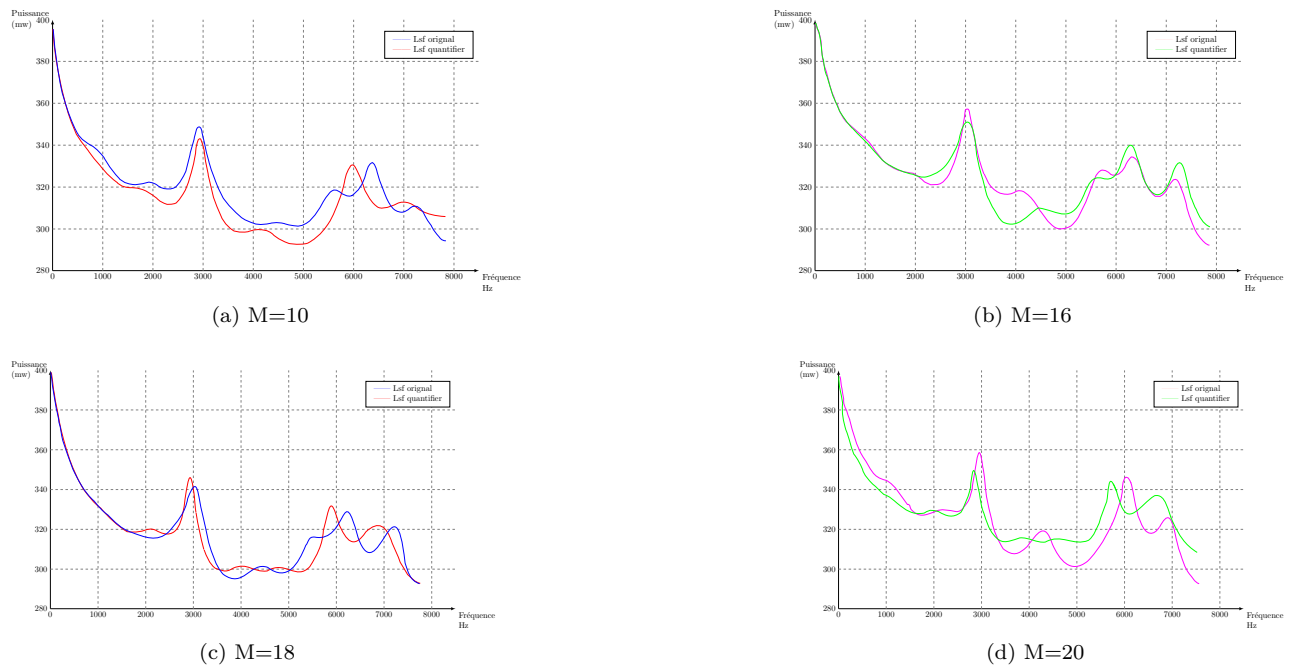 Puissance
(mw)
400
380
360
340
320
300
280
0 1000 2000 3000 4000 5000 6000 7000 8000
Fréquence
Hz
Lsf orignal
Lsf quantifier
(a) M=10
Puissance
(mw)
400
380
360
340
320
300
280
0 1000 2000 3000 4000 5000 6000 7000 8000
Fréquence
Hz
Lsf orignal
Lsf quantifier
(b) M=16
Puissance
(mw)
400
380
360
340
320
300
280
0 1000 2000 3000 4000 5000 6000 7000 8000
Fréquence
Hz
Lsf orignal
Lsf quantifier
(c) M=18
Puissance
(mw)
400
380
360
340
320
300
280
0 1000 2000 3000 4000 5000 6000 7000 8000
Fréquence
Hz
Lsf orignal
Lsf quantifier
(d) M=20